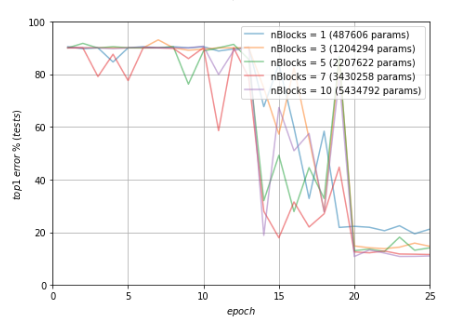 100
80
60
40
20
0
0
5
10
15
20
25
top1 error % (tests)
epoch
nBlocks = 1 (487606 params)
nBlocks = 3 (1204294 params)
nBlocks = 5 (2207622 params)
nBlocks = 7 (3430258 params)
nBlocks = 10 (5434792 params)